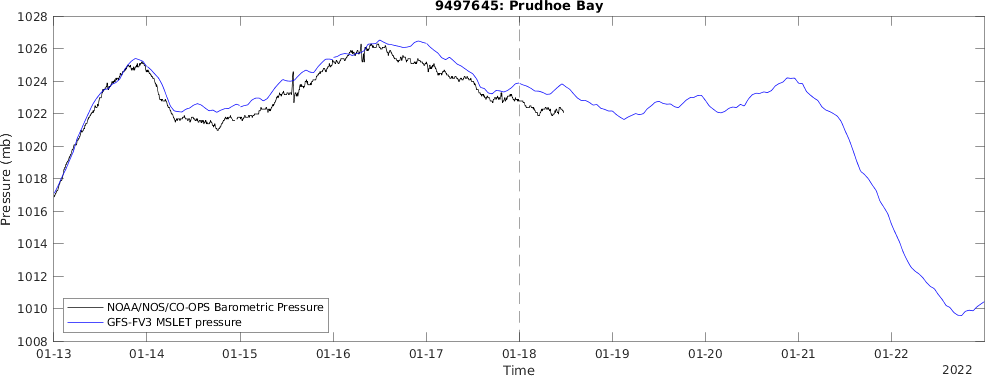 9497645: Prudhoe Bay
1028
1026
1024
1022
1020
1018
1016
1014
1012
1010
1008
Pressure (mb)
NOAA/NOS/CO-OPS Barometric Pressure
GFS-FV3 MSLET pressure
01-13 01-14 01-15 01-16 01-17 01-18 01-19 01-20 01-21 01-22
Time
2022